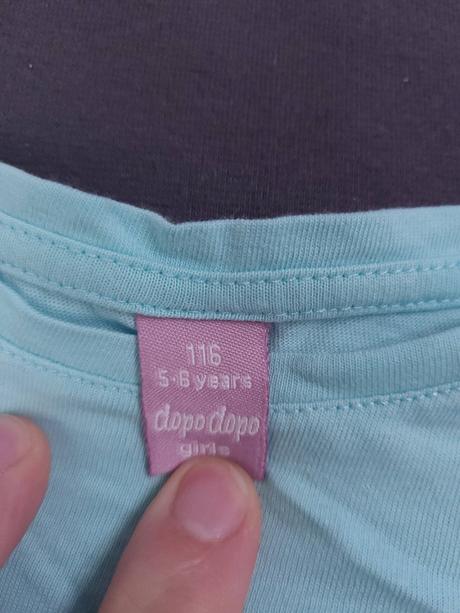 116
5-6 years
dopodopo
girls